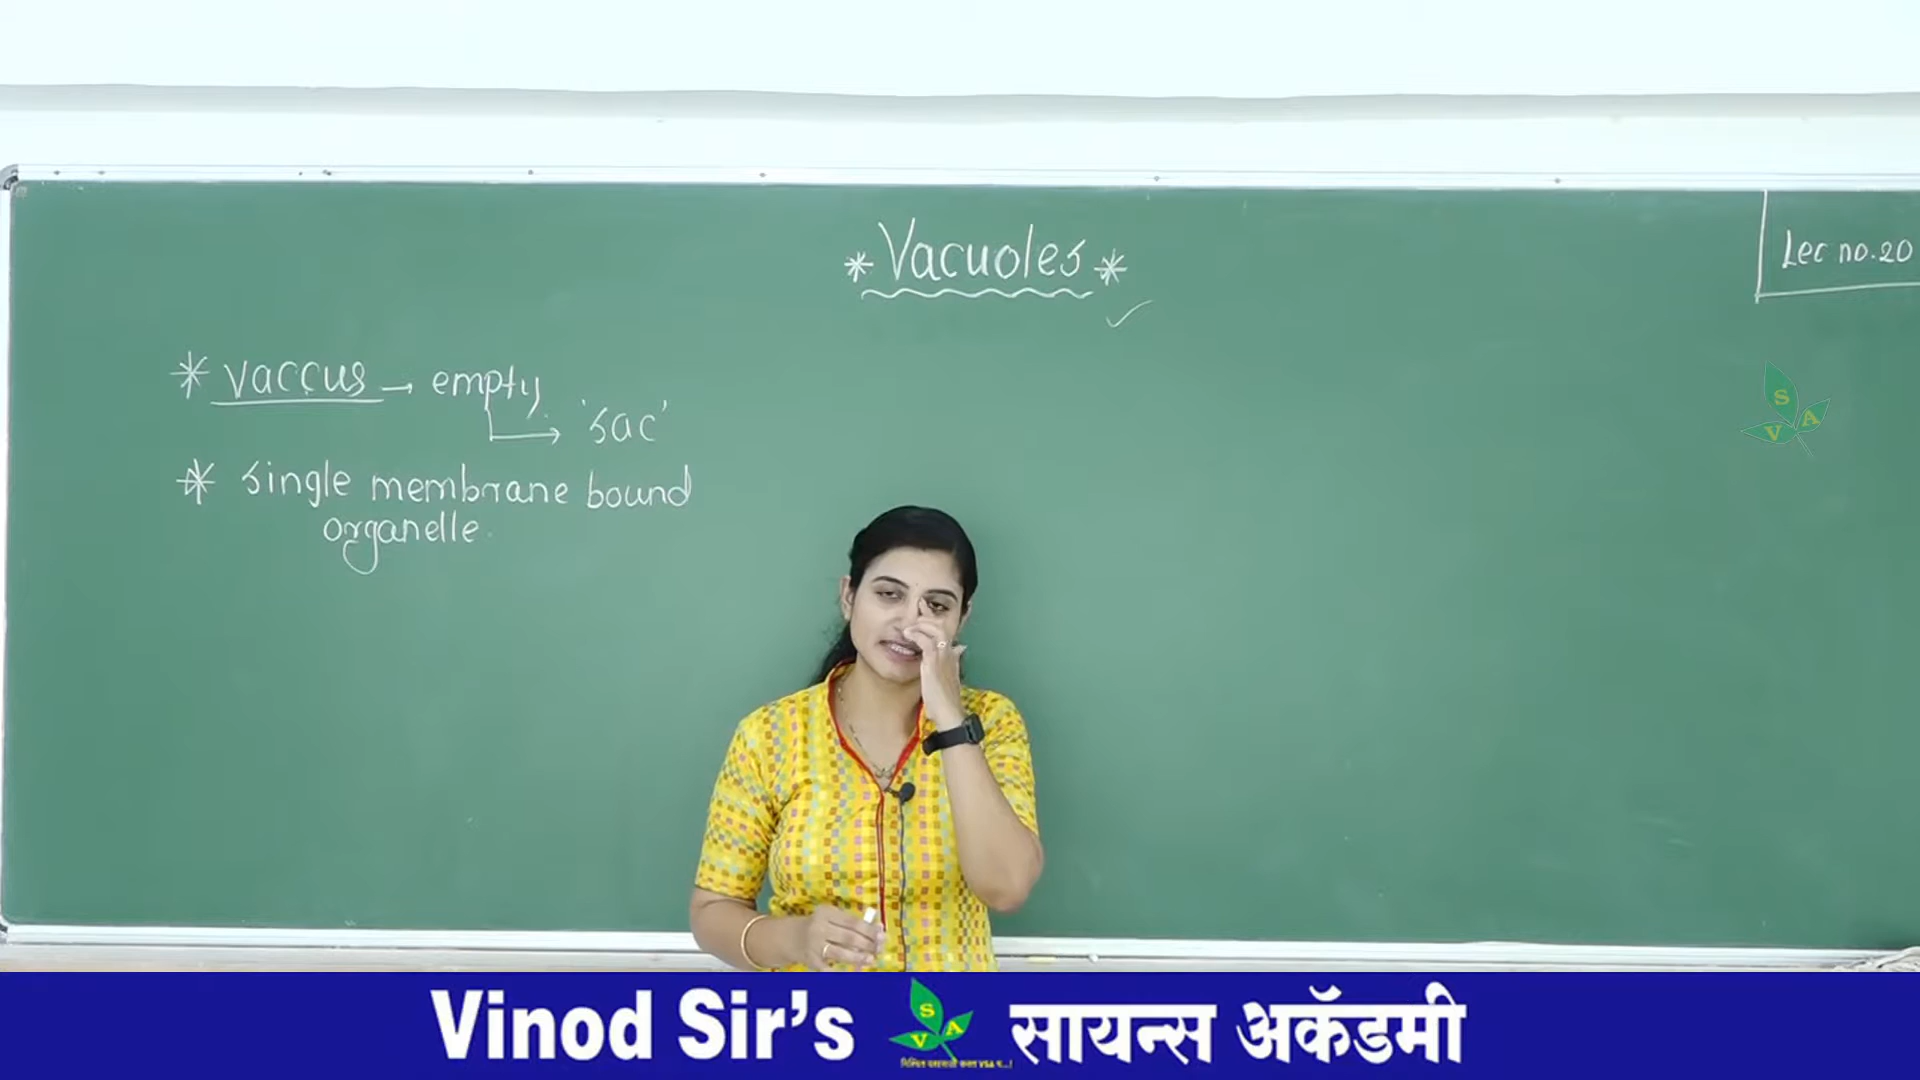 * Vacuoles *
Lec no.20
* vaccus → empty
'sac'
* single membrane bound
organelle.
S
V A
Vinod Sir's
S
V A
सायन्स अकॅडमी